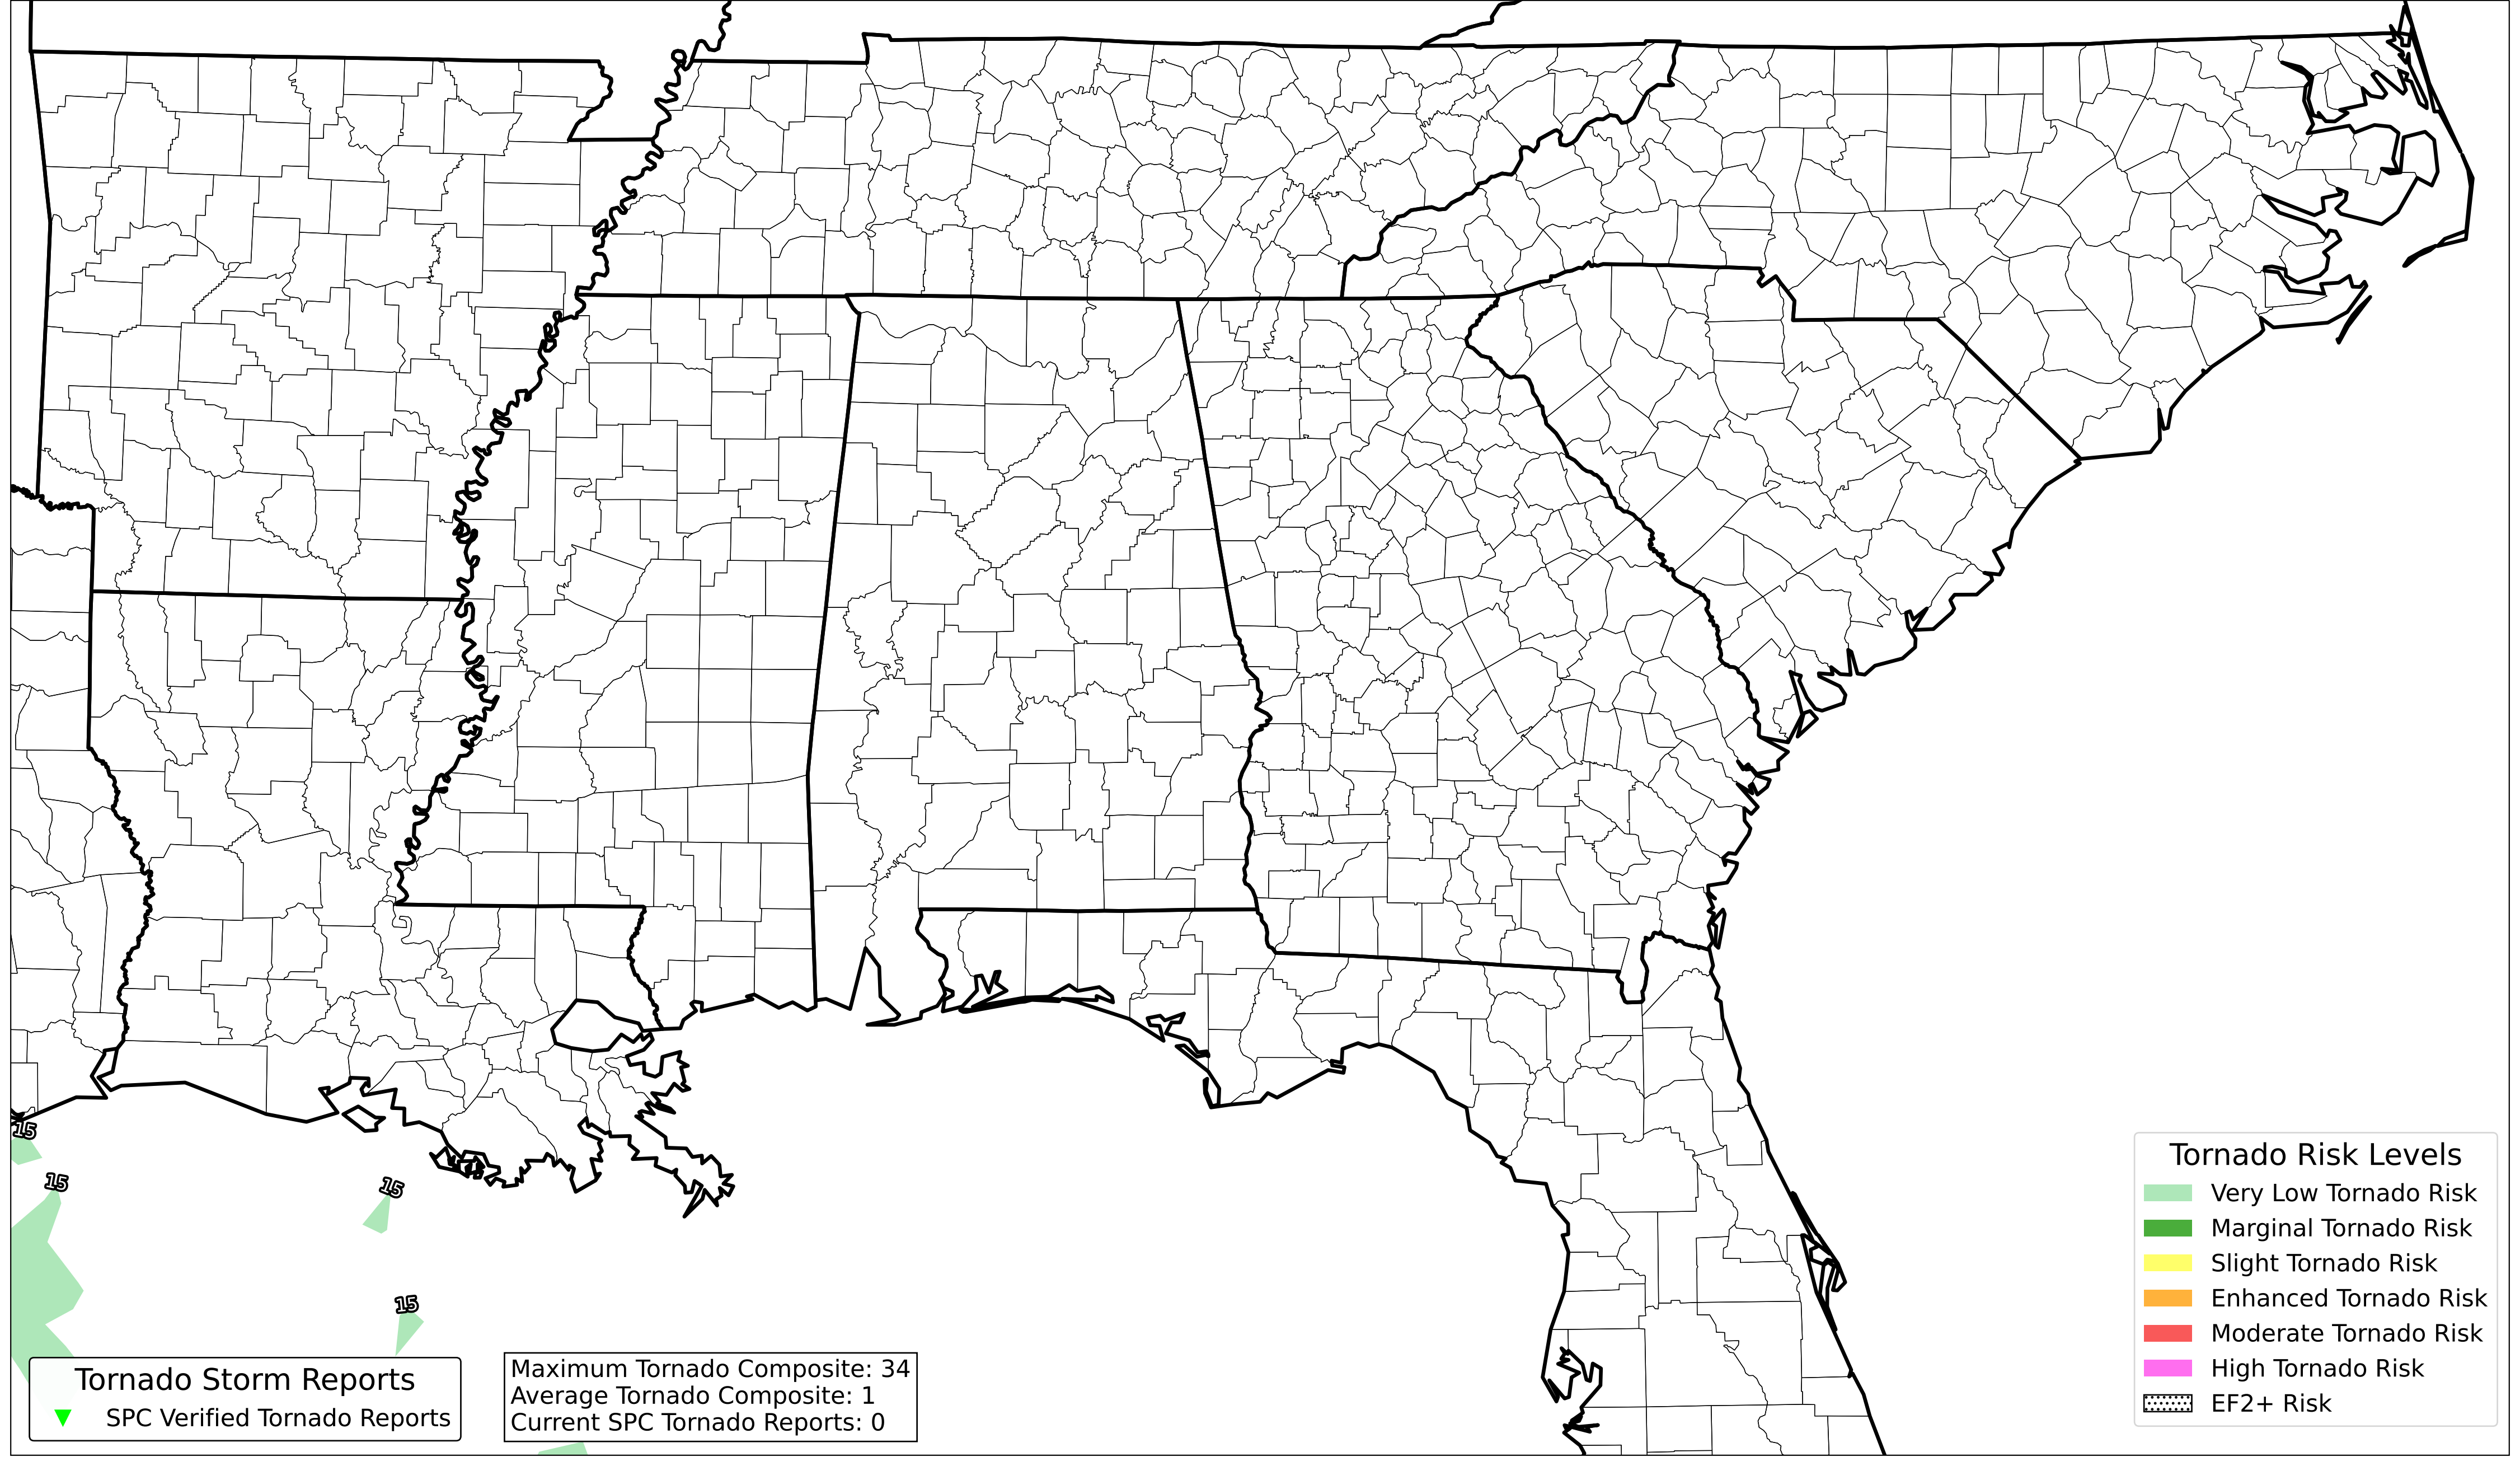 15
15
15
15
Tornado Storm Reports
SPC Verified Tornado Reports
Maximum Tornado Composite: 34
Average Tornado Composite: 1
Current SPC Tornado Reports: 0
Tornado Risk Levels
Very Low Tornado Risk
Marginal Tornado Risk
Slight Tornado Risk
Enhanced Tornado Risk
Moderate Tornado Risk
High Tornado Risk
EF2+ Risk